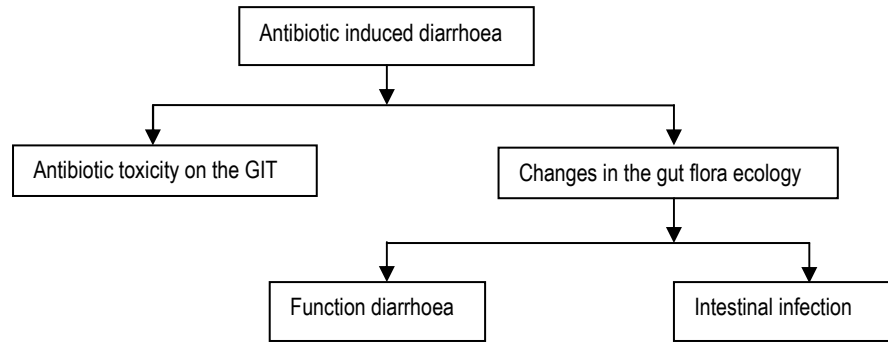 Antibiotic induced diarrhoea
Antibiotic toxicity on the GIT
Changes in the gut flora ecology
Function diarrhoea
Intestinal infection